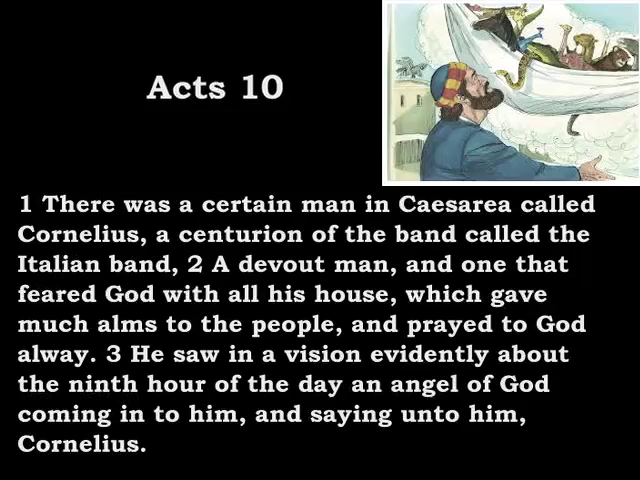 Acts 10
1 There was a certain man in Caesarea called
Cornelius, a centurion of the band called the
Italian band, 2 A devout man, and one that
feared God with all his house, which gave
much alms to the people, and prayed to God
alway. 3 He saw in a vision evidently about
the ninth hour of the day an angel of God
coming in to him, and saying unto him,
Cornelius.